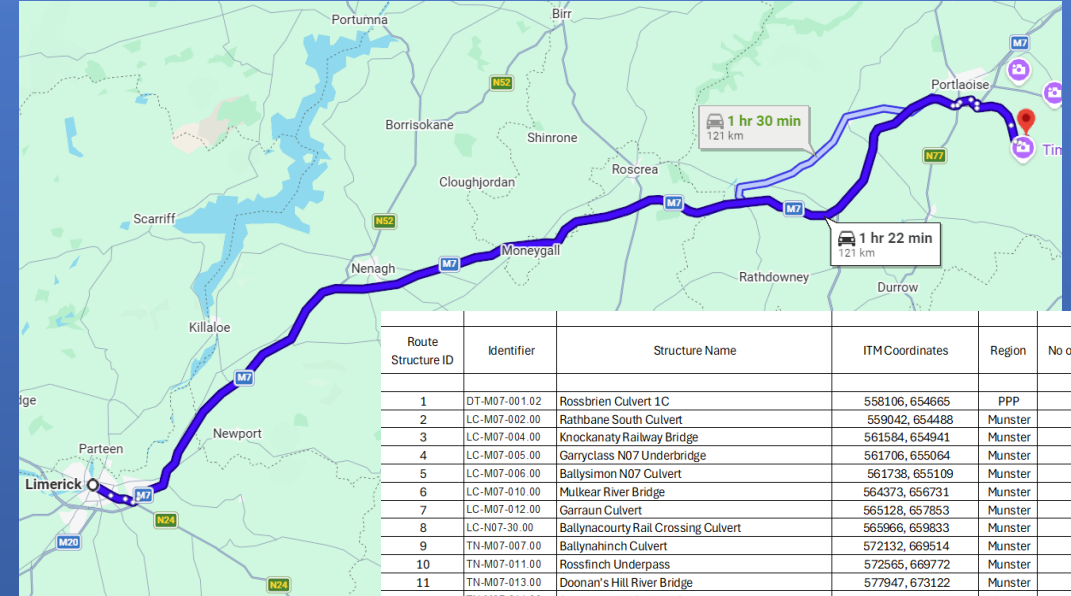 Portumna
Birr
M7
N52
Portlaoise
1 hr 30 min
121 km
Borrisokane
Shinrone
N77
Tim
Roscrea
Cloughjordan
M7
M7
Scarriff
N52
1 hr 22 min
121 km
Moneygall
M7
Nenagh
Rathdowney
Durrow
Killaloe
M7
dge
Newport
Parteen
Limerick
M7
N24
M20
N24
Route Structure ID Identifier Structure Name ITM Coordinates Region No o
1 DT-M07-001.02 Rossbrien Culvert 1C 558106, 654665 PPP
2 LC-M07-002.00 Rathbane South Culvert 559042, 654488 Munster
3 LC-M07-004.00 Knockanaty Railway Bridge 561584, 654941 Munster
4 LC-M07-005.00 Garryclass N07 Underbridge 561706, 655064 Munster
5 LC-M07-006.00 Ballysimon N07 Culvert 561738, 655109 Munster
6 LC-M07-010.00 Mulkear River Bridge 564373, 656731 Munster
7 LC-M07-012.00 Garraun Culvert 565128, 657853 Munster
8 LC-N07-30.00 Ballynacourty Rail Crossing Culvert 565966, 659833 Munster
9 TN-M07-007.00 Ballynahinch Culvert 572132, 669514 Munster
10 TN-M07-011.00 Rossfinch Underpass 572565, 669772 Munster
11 TN-M07-013.00 Doonan's Hill River Bridge 577947, 673122 Munster